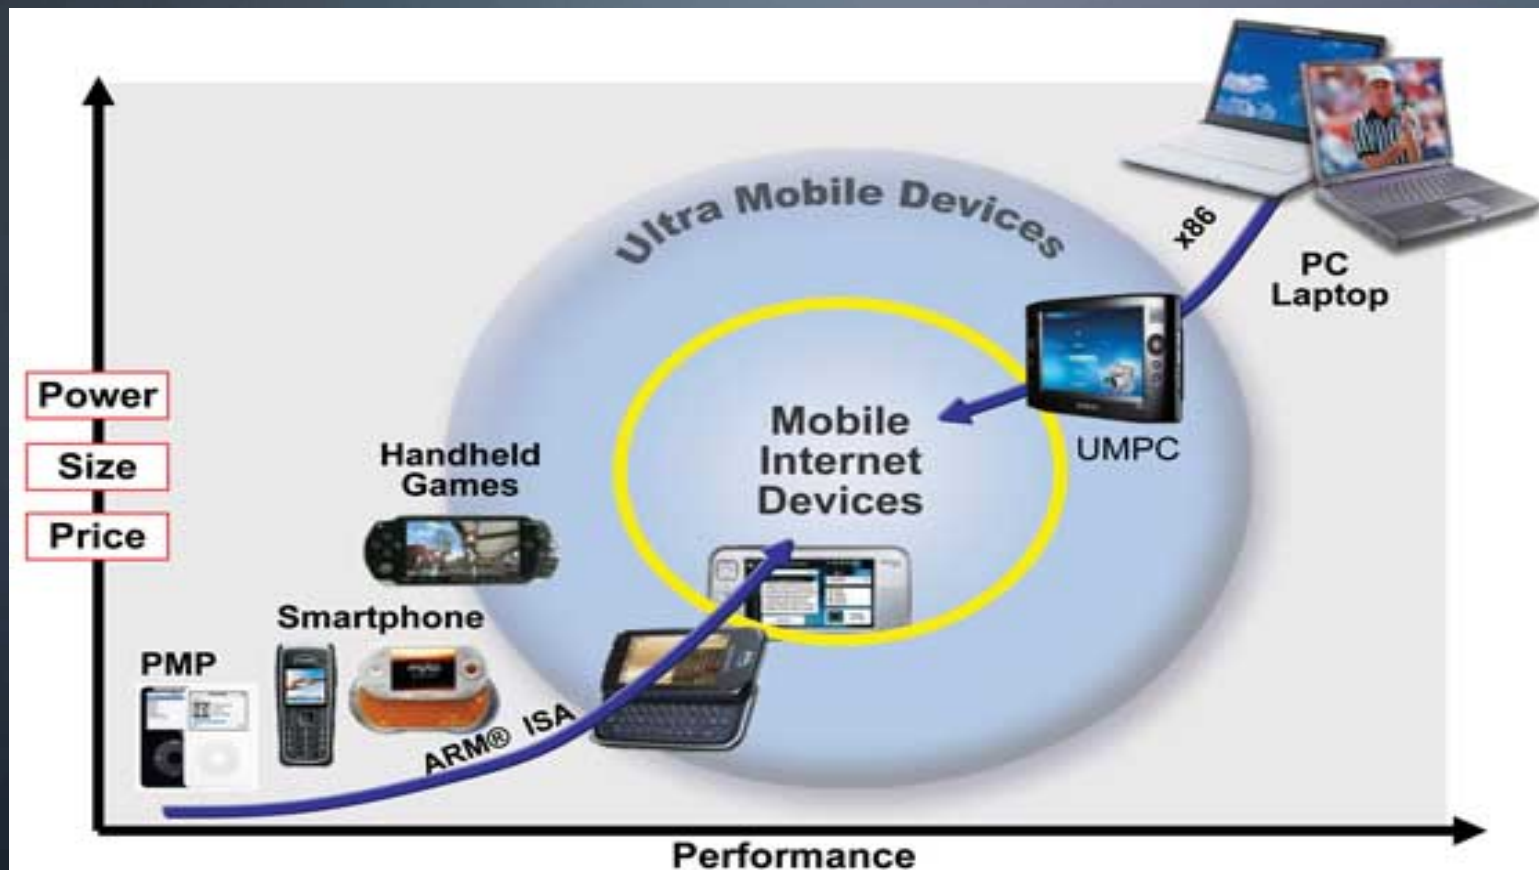 Ultra Mobile Devices
x86
PC
Laptop
Power
Size
Price
Mobile
Internet
Devices
UMPC
Handheld
Games
Smartphone
PMP
mylo
ARM® ISA
Performance